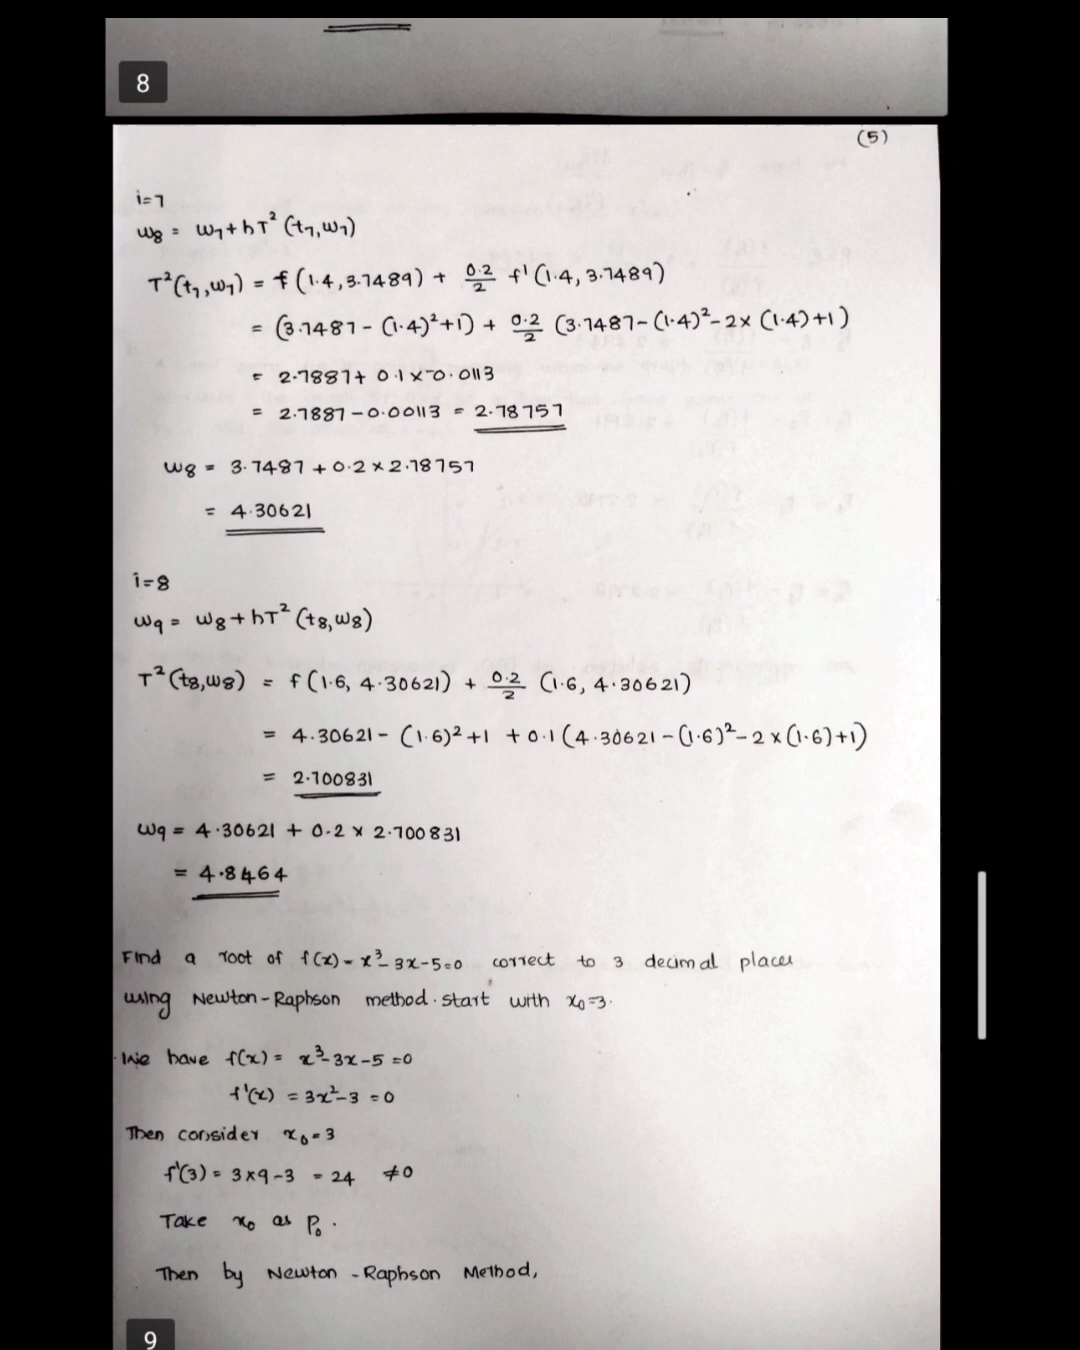 8
(5)
i=7
w8 = w7+hT² (t7,w7)
T²(t7,w7) = f (1.4,3.7489) + 0.2/2 f' (1.4, 3.7489)
= (3.7487 - (1.4)²+1) + 0.2/2 (3.7487-(1.4)²-2x (1.4)+1)
= 2.7887+ 0.1x-0.0113
= 2.7887-0.00113 = 2.78757
w8 = 3.7487 +0.2×2.78757
= 4.30621
i=8
w9 = w8+hT² (t8,w8)
T²(t8,w8) = f(1.6, 4.30621) + 0.2/2 (1.6, 4.30621)
= 4.30621- (1.6)²+1 +0.1(4.30621-(1.6)²-2x(1.6)+1)
= 2.700831
w9 = 4.30621 + 0.2 x 2.700831
= 4.8464
Find a root of f(x)=x³-3x-5=0 correct to 3 decimal places
using Newton-Raphson method. start with x0=3.
We have f(x) = x³-3x-5 =0
f'(x) = 3x²-3 =0
Then consider x0=3
f'(3) = 3x9-3 = 24 ≠0
Take x0 as P0.
Then by Newton-Raphson Method,
9